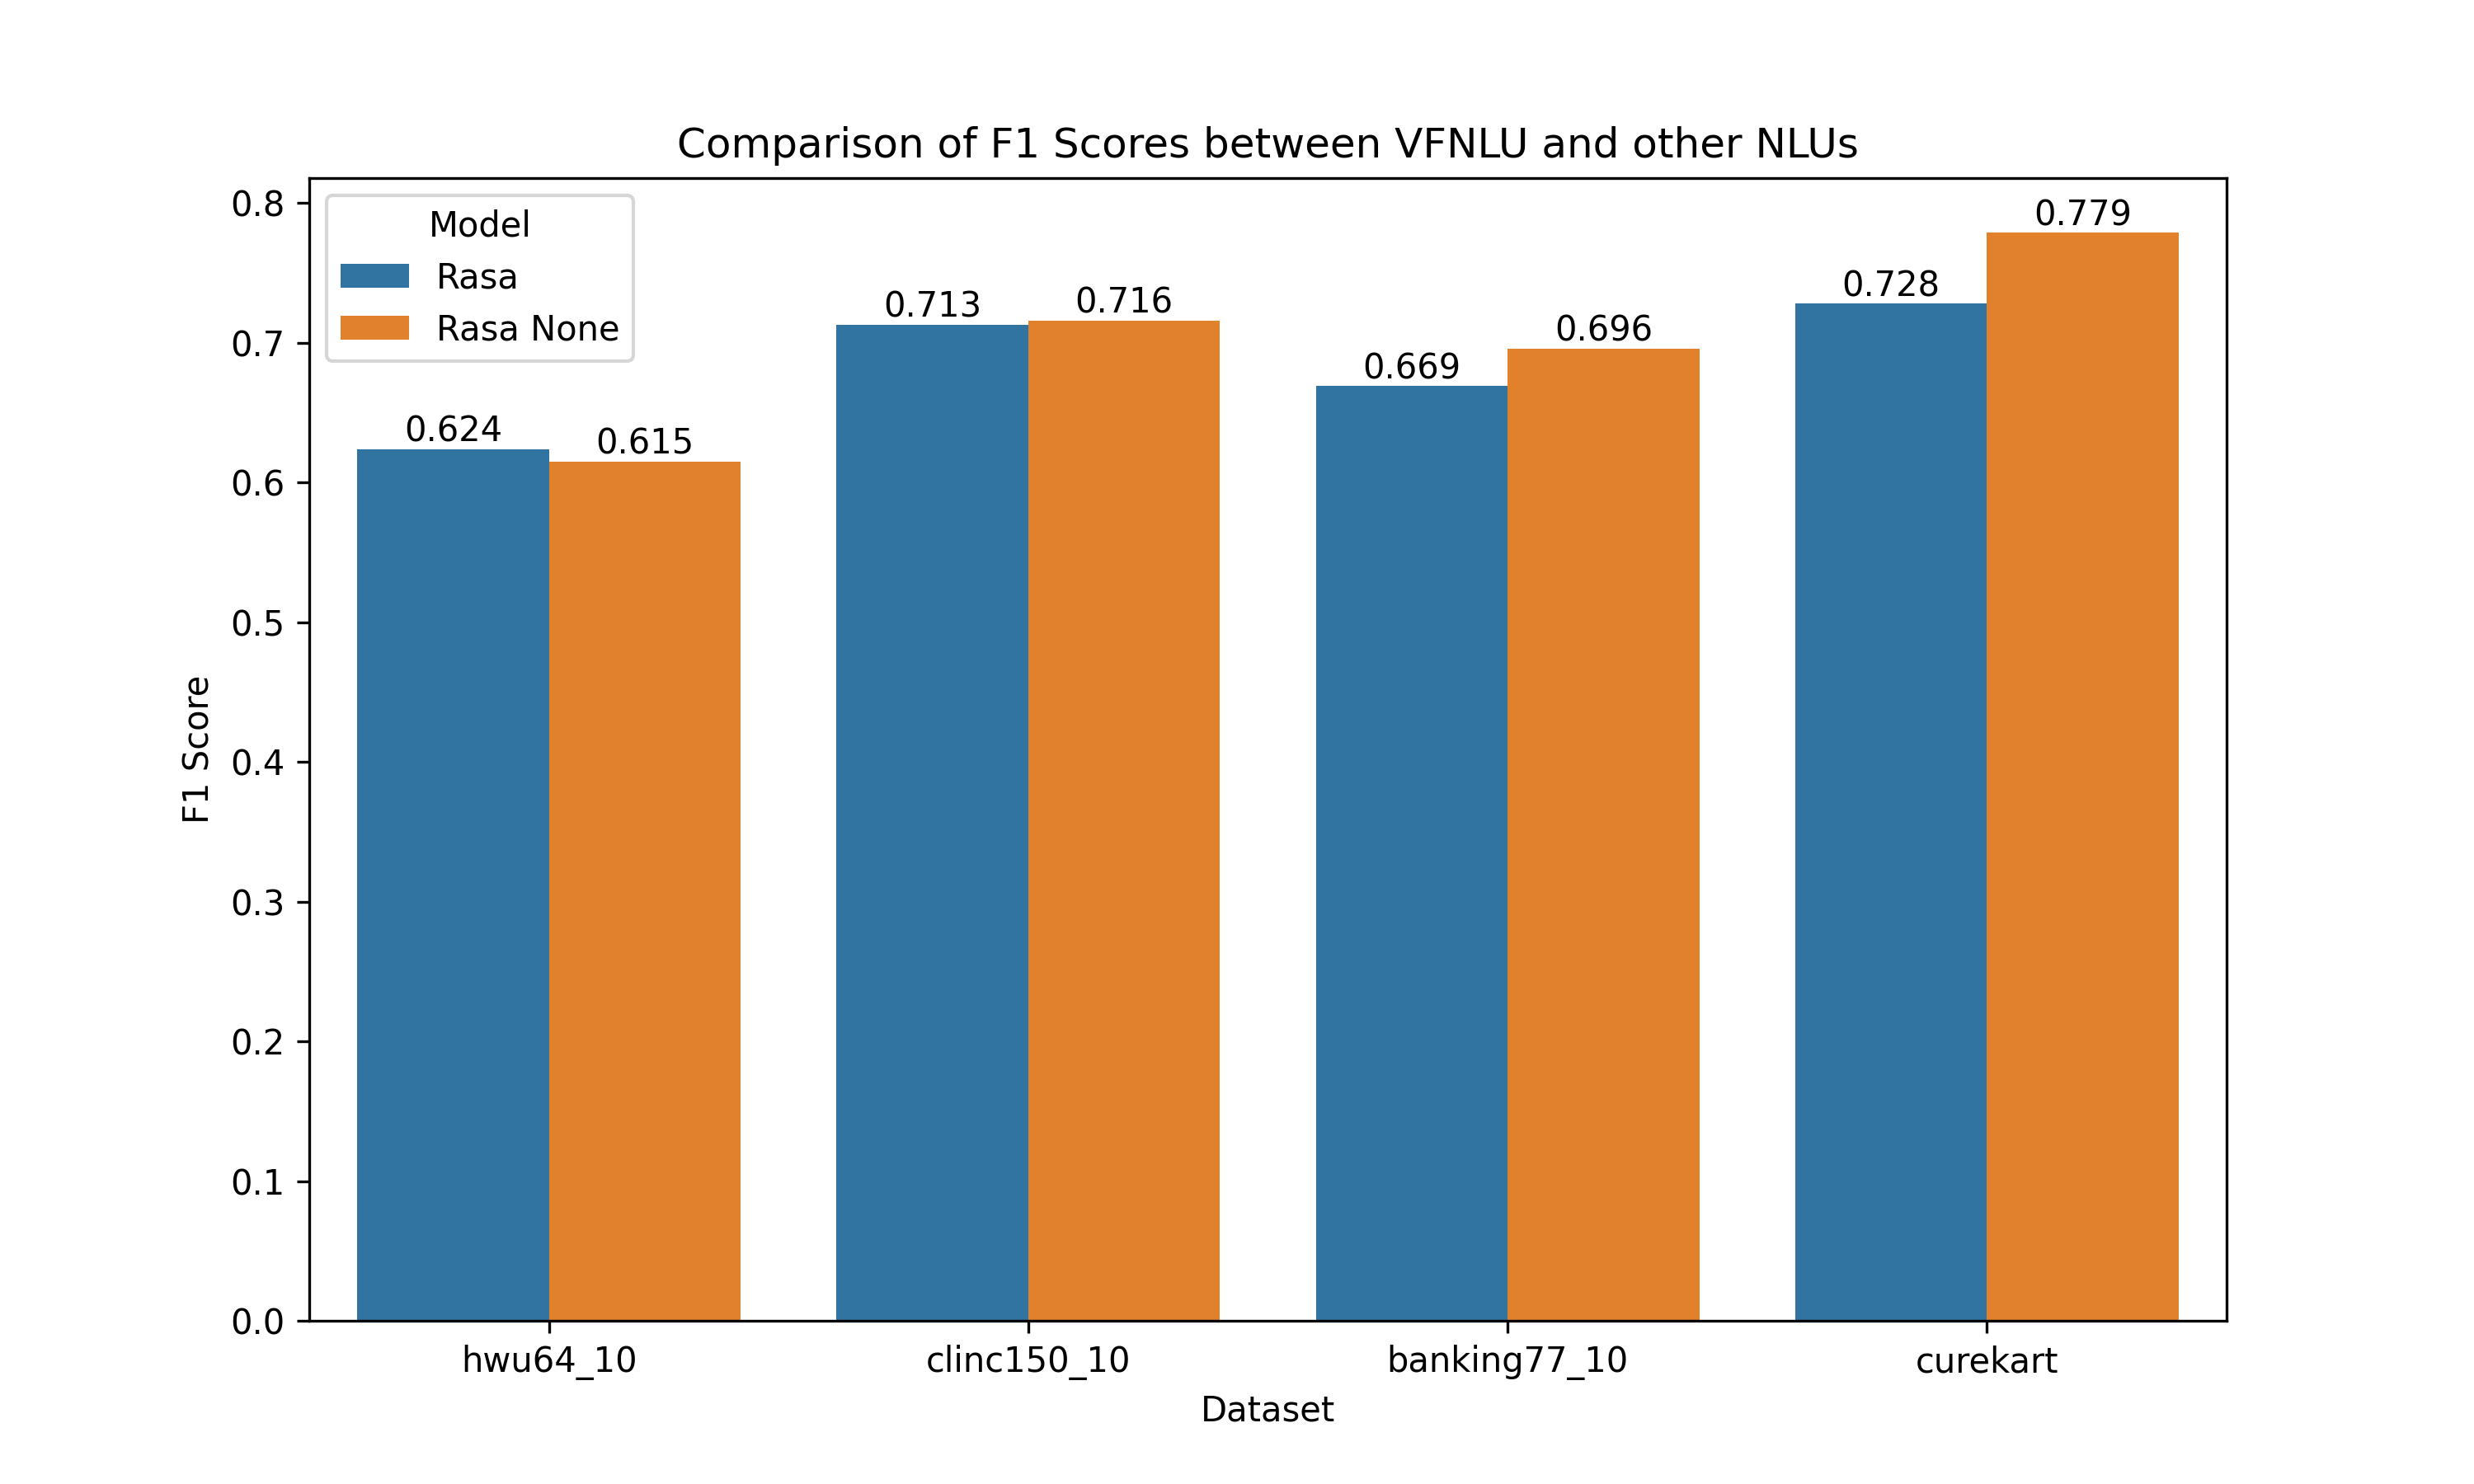 Comparison of F1 Scores between VFNLU and other NLUs
Model
Rasa
Rasa None
0.624
0.615
0.713
0.716
0.669
0.696
0.728
0.779
F1 Score
0.8
0.7
0.6
0.5
0.4
0.3
0.2
0.1
0.0
hwu64_10
clinc150_10
banking77_10
curekart
Dataset